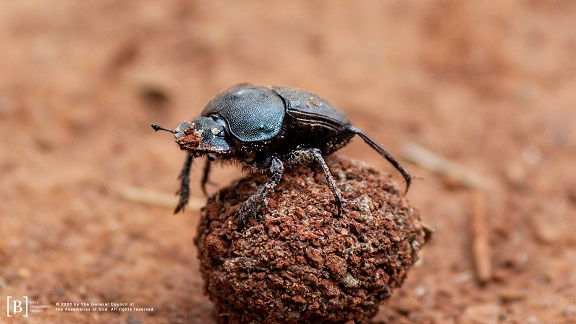 [B]
© 2020 by The General Council of
the Assemblies of God. All rights reserved.